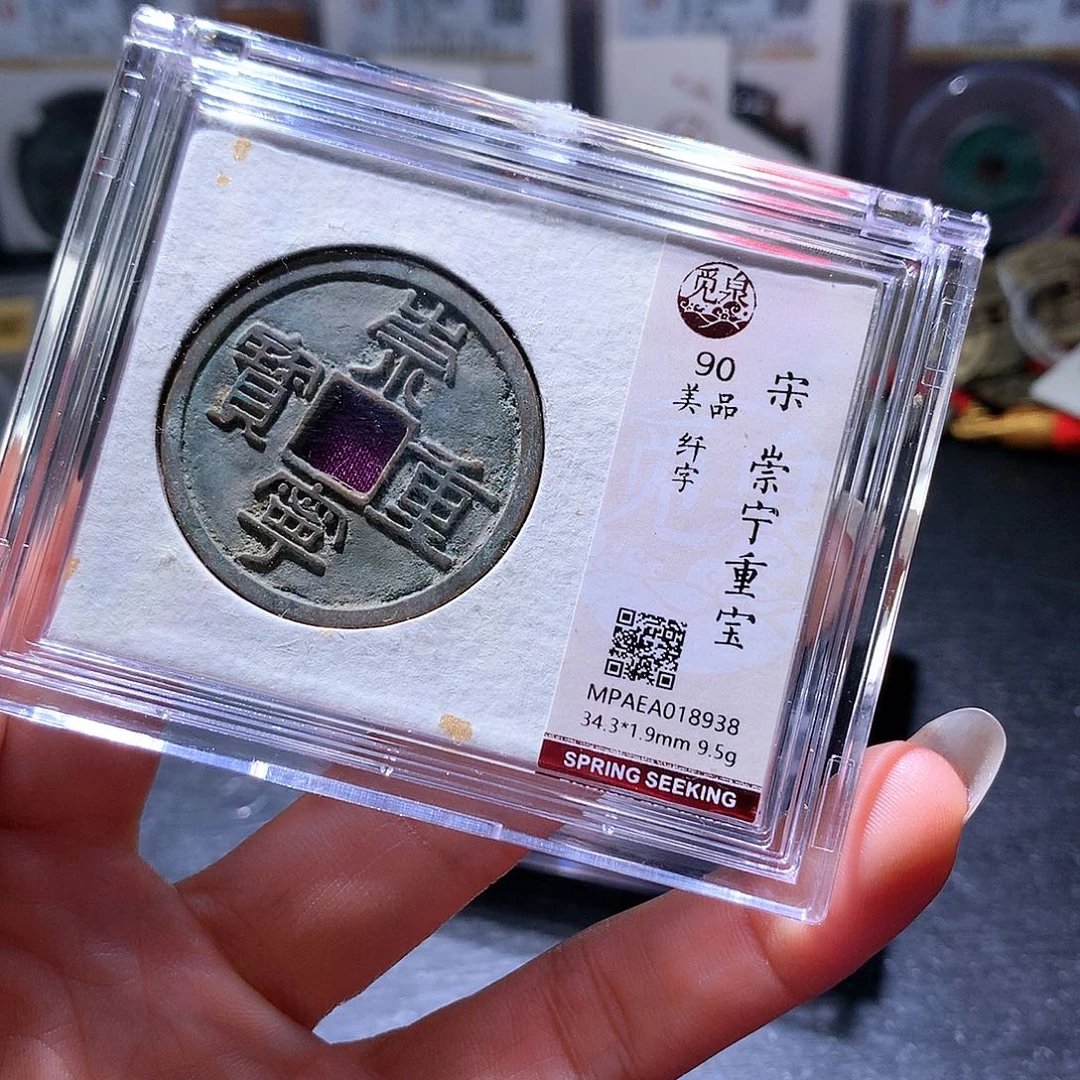 崇
重
寧
寳
觅泉
90
美品
纤字
宋 崇宁重宝
MPAEA018938
34.3*1.9mm 9.5g
SPRING SEEKING